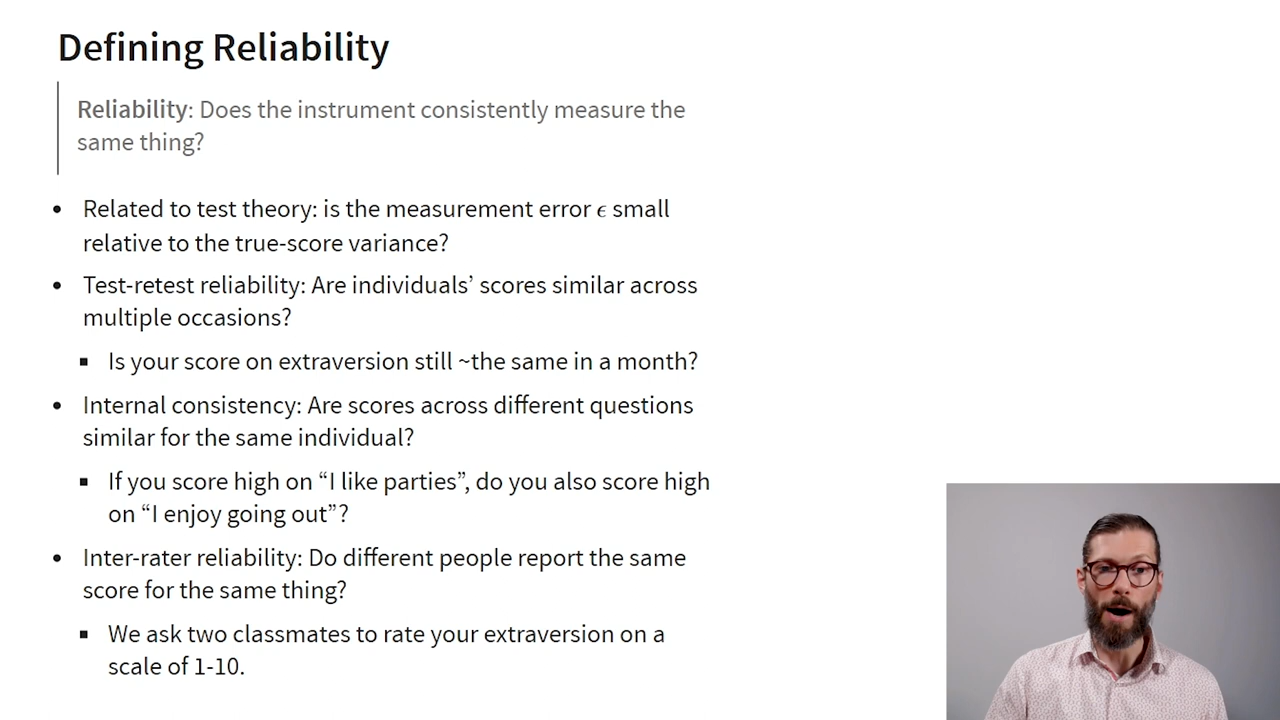 Defining Reliability
Reliability: Does the instrument consistently measure the
same thing?
• Related to test theory: is the measurement error ϵ small
relative to the true-score variance?
• Test-retest reliability: Are individuals’ scores similar across
multiple occasions?
▪ Is your score on extraversion still ~the same in a month?
• Internal consistency: Are scores across different questions
similar for the same individual?
▪ If you score high on “I like parties”, do you also score high
on “I enjoy going out”?
• Inter-rater reliability: Do different people report the same
score for the same thing?
▪ We ask two classmates to rate your extraversion on a
scale of 1-10.